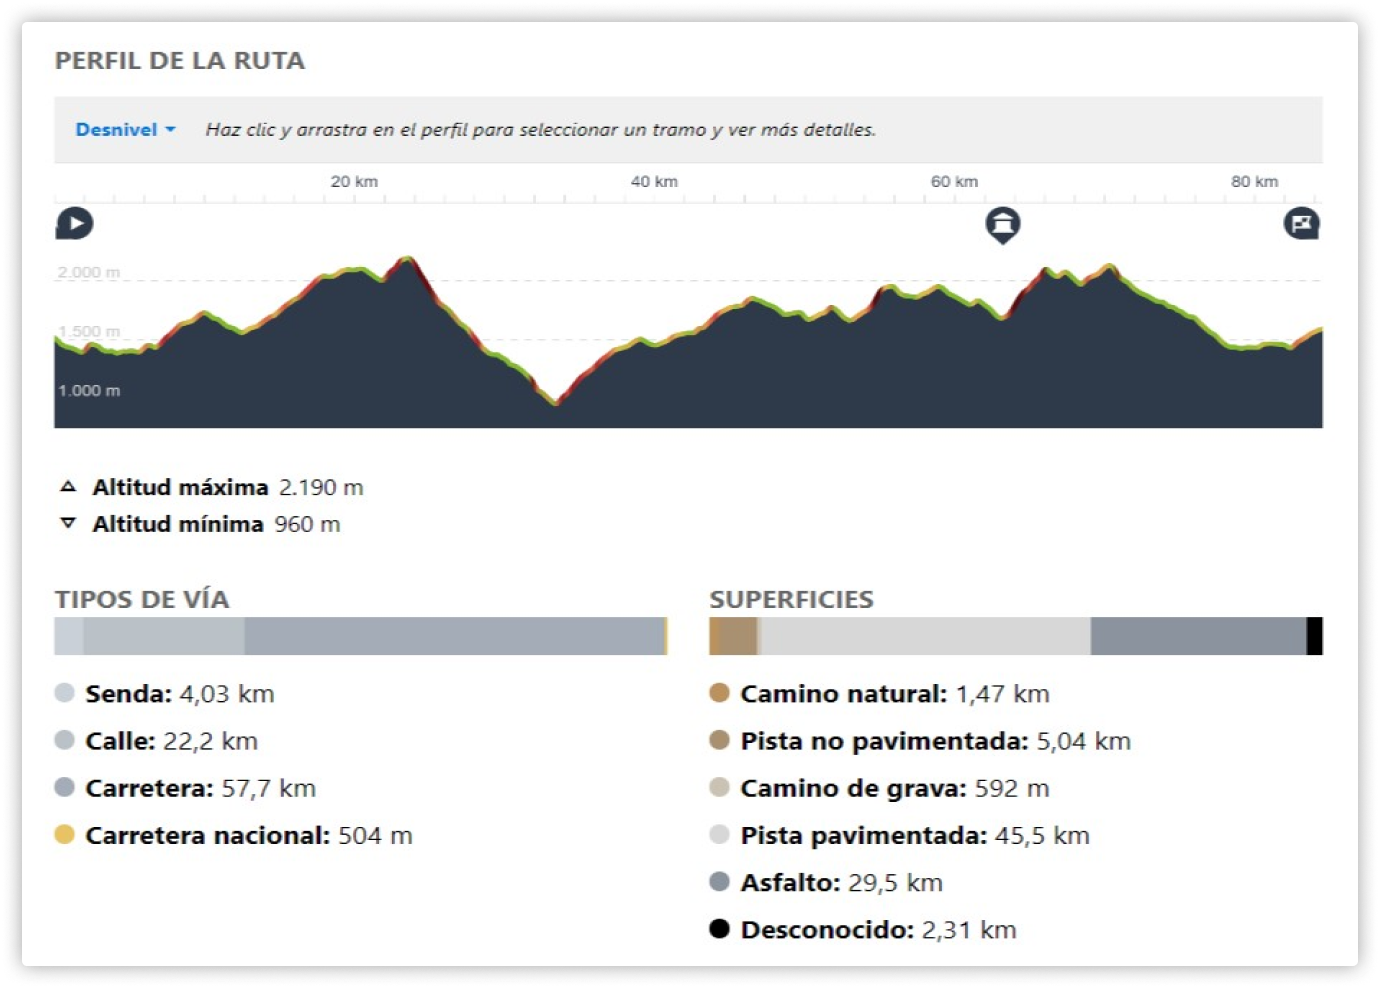 PERFIL DE LA RUTA
Desnivel Haz clic y arrastra en el perfil para seleccionar un tramo y ver más detalles.
20 km 40 km 60 km 80 km
2.000 m
1.500 m
1.000 m
Altitud máxima 2.190 m
Altitud mínima 960 m
TIPOS DE VÍA
Senda: 4,03 km
Calle: 22,2 km
Carretera: 57,7 km
Carretera nacional: 504 m
SUPERFICIES
Camino natural: 1,47 km
Pista no pavimentada: 5,04 km
Camino de grava: 592 m
Pista pavimentada: 45,5 km
Asfalto: 29,5 km
Desconocido: 2,31 km